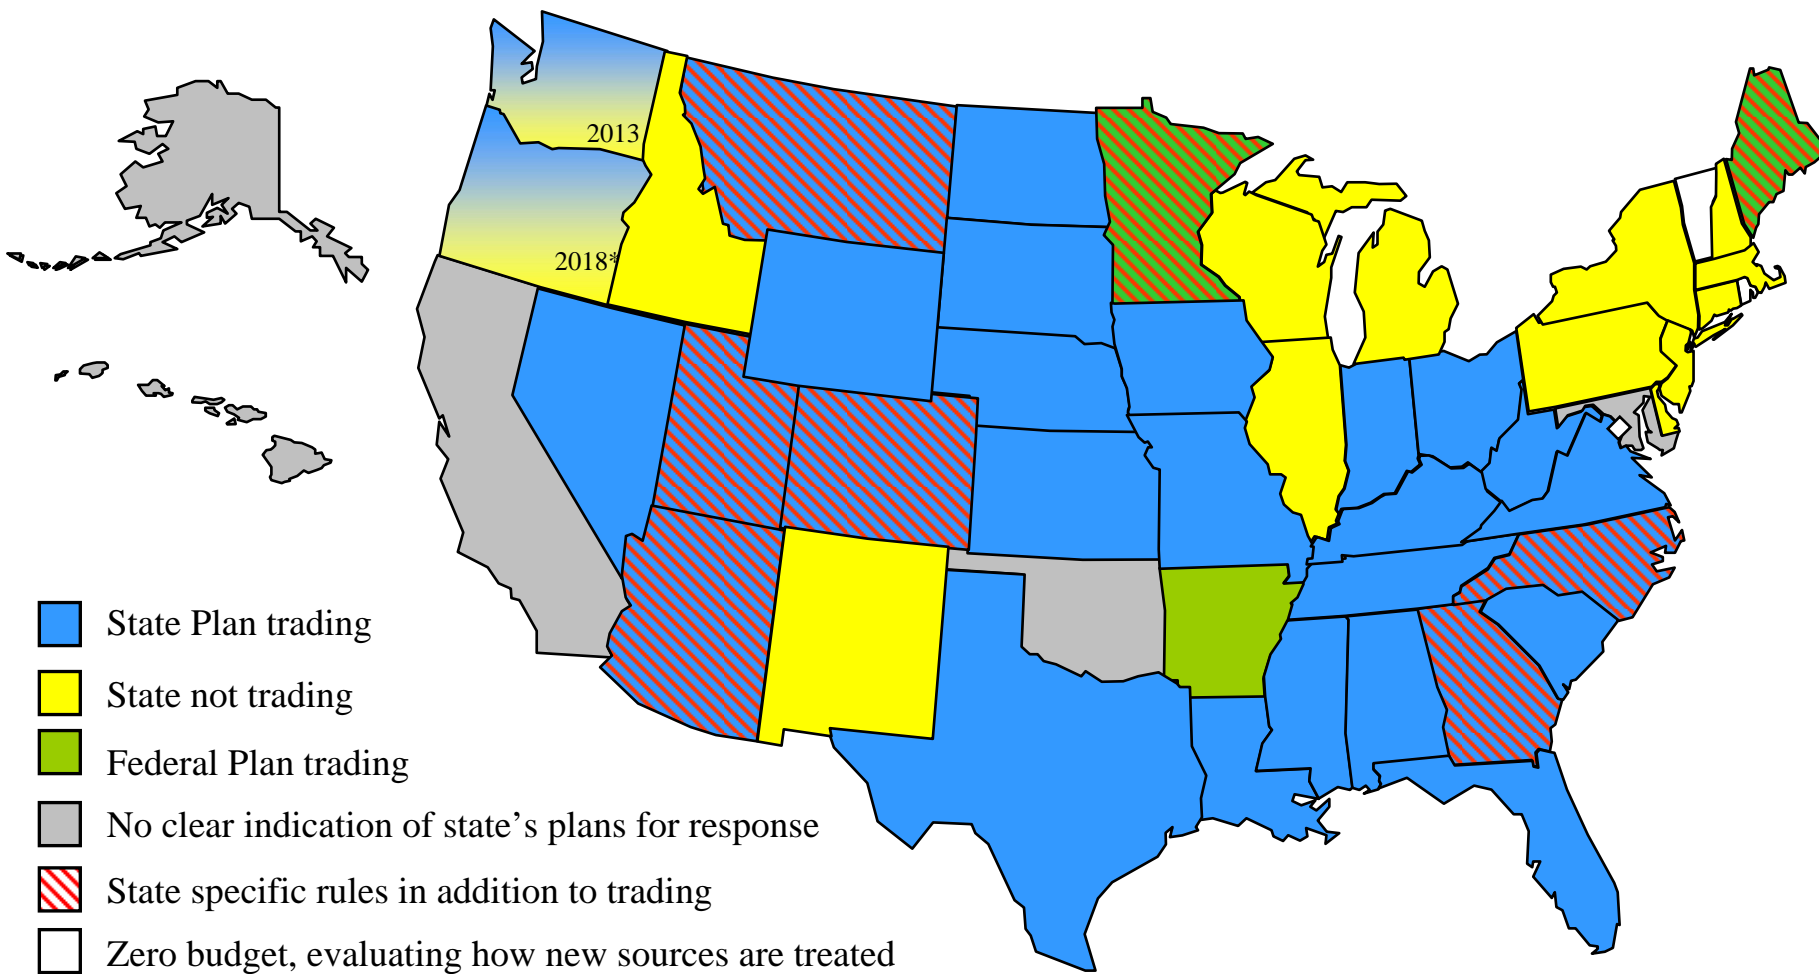 2013
2018*
State Plan trading
State not trading
Federal Plan trading
No clear indication of state’s plans for response
State specific rules in addition to trading
Zero budget, evaluating how new sources are treated